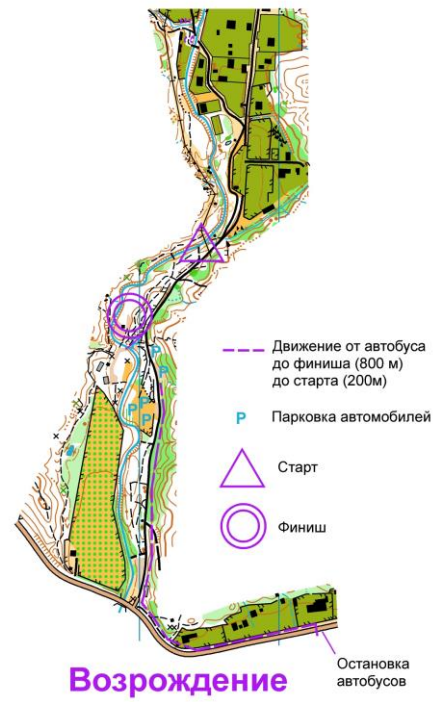 Движение от автобуса
до финиша (800 м)
до старта (200м)
P Парковка автомобилей
Старт
Финиш
P
P
P
P
P
Остановка
автобусов
Возрождение